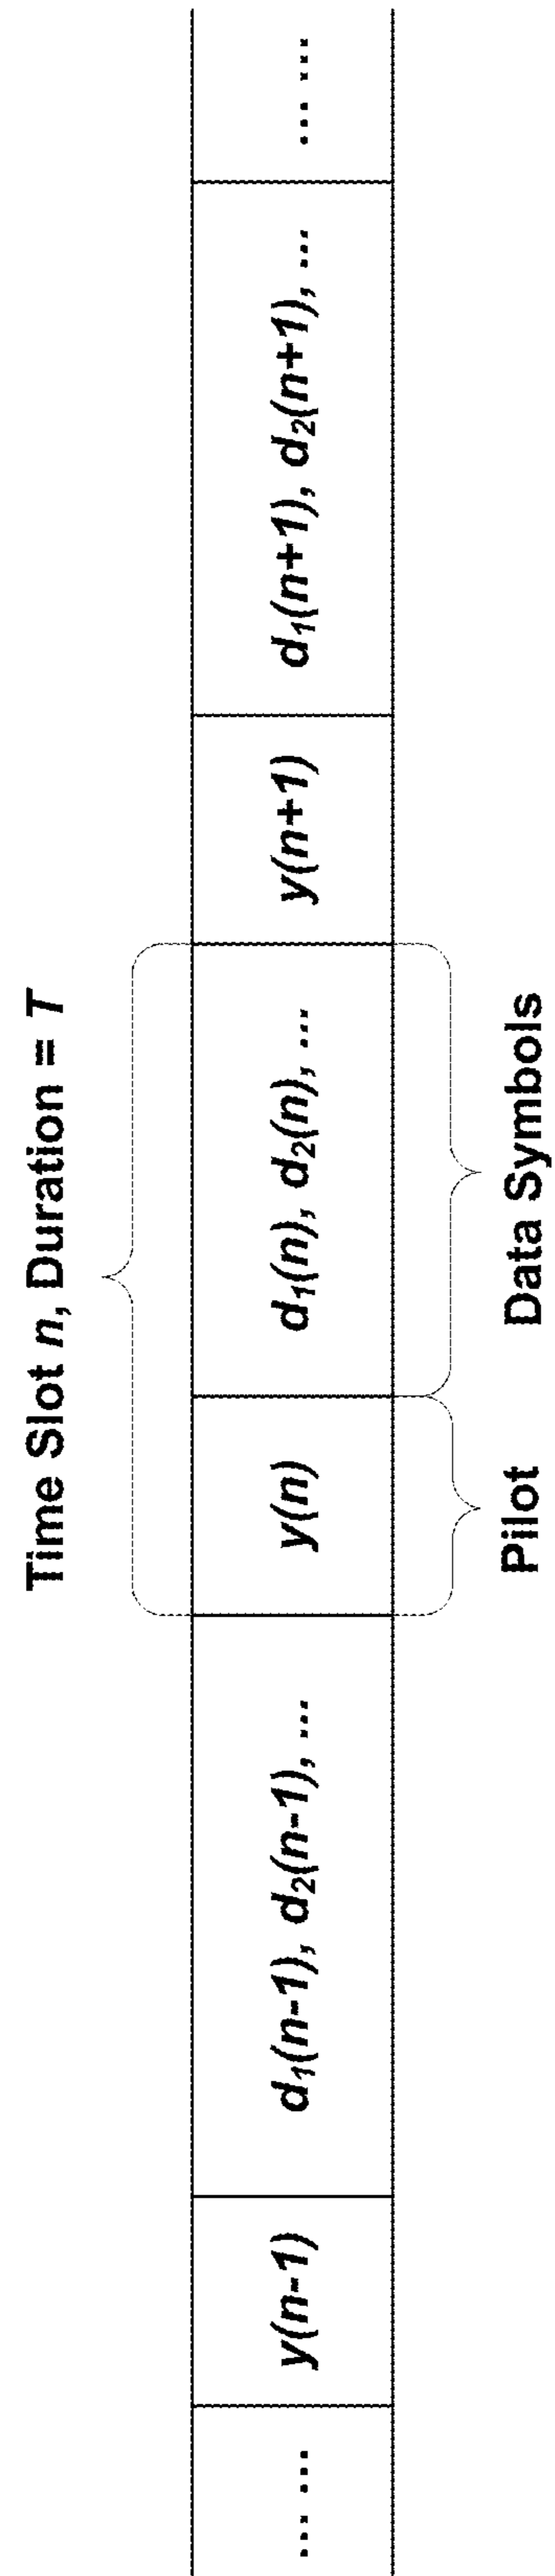 Time Slot n, Duration = T
... ...
y(n-1)
d₁(n-1), d₂(n-1), ...
y(n)
d₁(n), d₂(n), ...
y(n+1)
d₁(n+1), d₂(n+1), ...
... ...
Pilot
Data Symbols